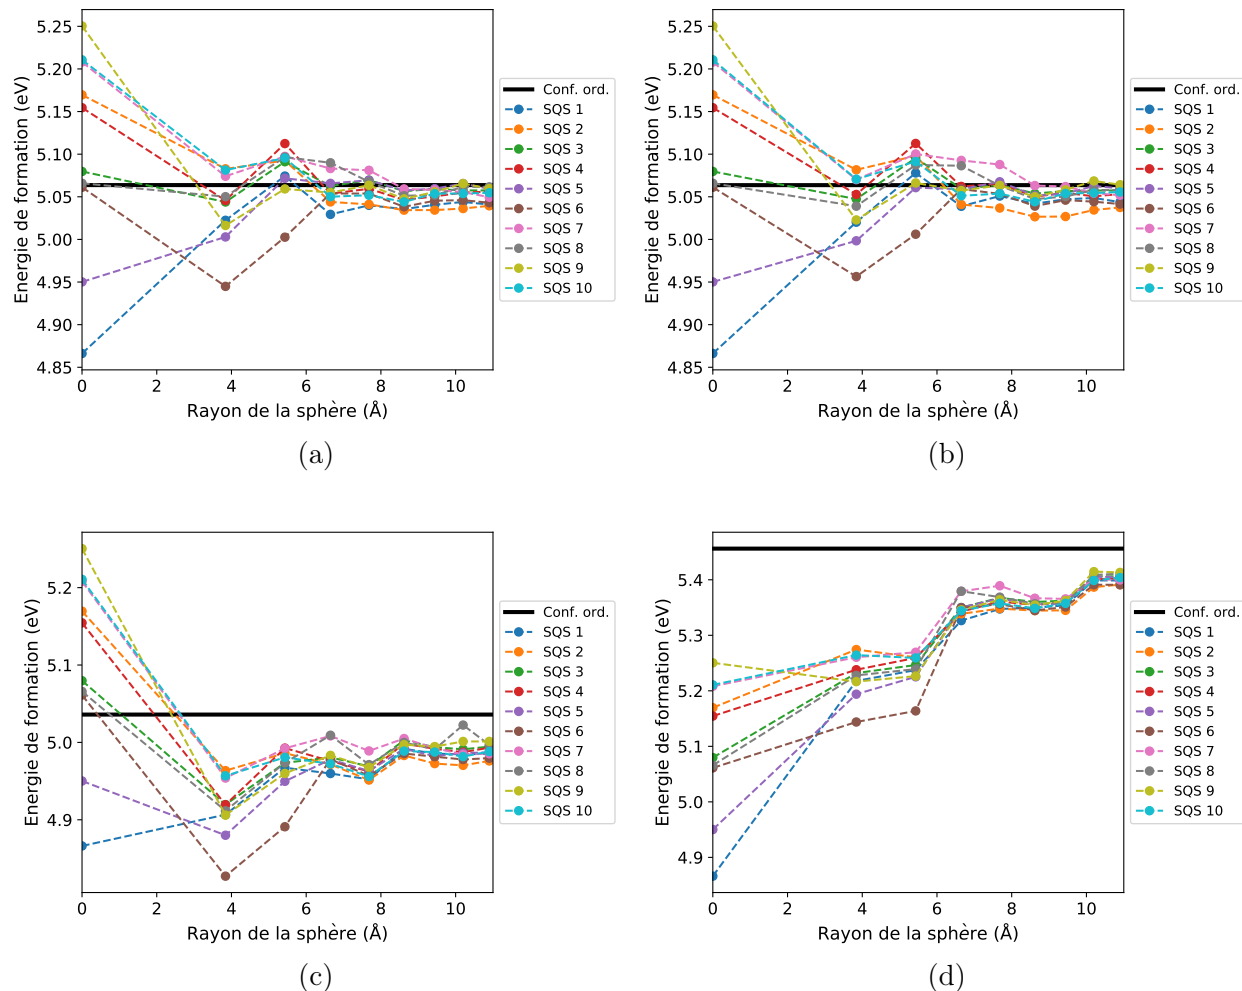 5.25
5.20
5.15
5.10
5.05
5.00
4.95
4.90
4.85
0 2 4 6 8 10
Energie de formation (eV)
Rayon de la sphère (Å)
Conf. ord.
SQS 1
SQS 2
SQS 3
SQS 4
SQS 5
SQS 6
SQS 7
SQS 8
SQS 9
SQS 10
(a)
5.25
5.20
5.15
5.10
5.05
5.00
4.95
4.90
4.85
0 2 4 6 8 10
Energie de formation (eV)
Rayon de la sphère (Å)
Conf. ord.
SQS 1
SQS 2
SQS 3
SQS 4
SQS 5
SQS 6
SQS 7
SQS 8
SQS 9
SQS 10
(b)
5.2
5.1
5.0
4.9
0 2 4 6 8 10
Energie de formation (eV)
Rayon de la sphère (Å)
Conf. ord.
SQS 1
SQS 2
SQS 3
SQS 4
SQS 5
SQS 6
SQS 7
SQS 8
SQS 9
SQS 10
(c)
5.4
5.3
5.2
5.1
5.0
4.9
0 2 4 6 8 10
Energie de formation (eV)
Rayon de la sphère (Å)
Conf. ord.
SQS 1
SQS 2
SQS 3
SQS 4
SQS 5
SQS 6
SQS 7
SQS 8
SQS 9
SQS 10
(d)